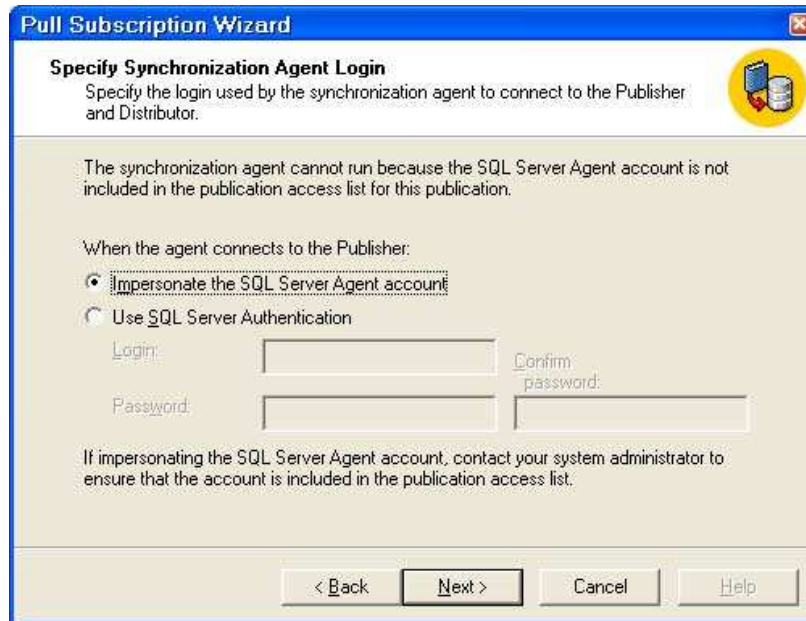 Pull Subscription Wizard
Specify Synchronization Agent Login
Specify the login used by the synchronization agent to connect to the Publisher
and Distributor.
The synchronization agent cannot run because the SQL Server Agent account is not
included in the publication access list for this publication.
When the agent connects to the Publisher:
Impersonate the SQL Server Agent account
Use SQL Server Authentication
Login:
Confirm
password:
Password:
If impersonating the SQL Server Agent account, contact your system administrator to
ensure that the account is included in the publication access list.
< Back Next > Cancel Help